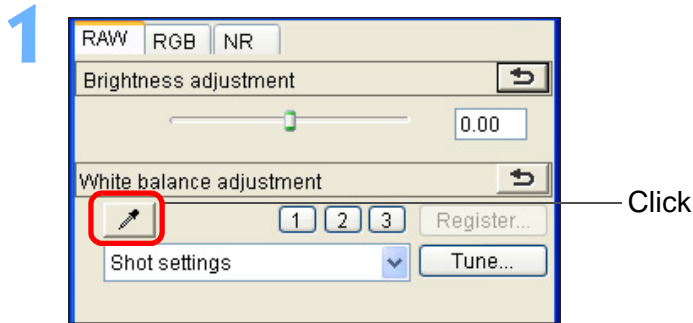 1
RAW RGB NR
Brightness adjustment
0.00
White balance adjustment
Click
1 2 3 Register...
Shot settings Tune...